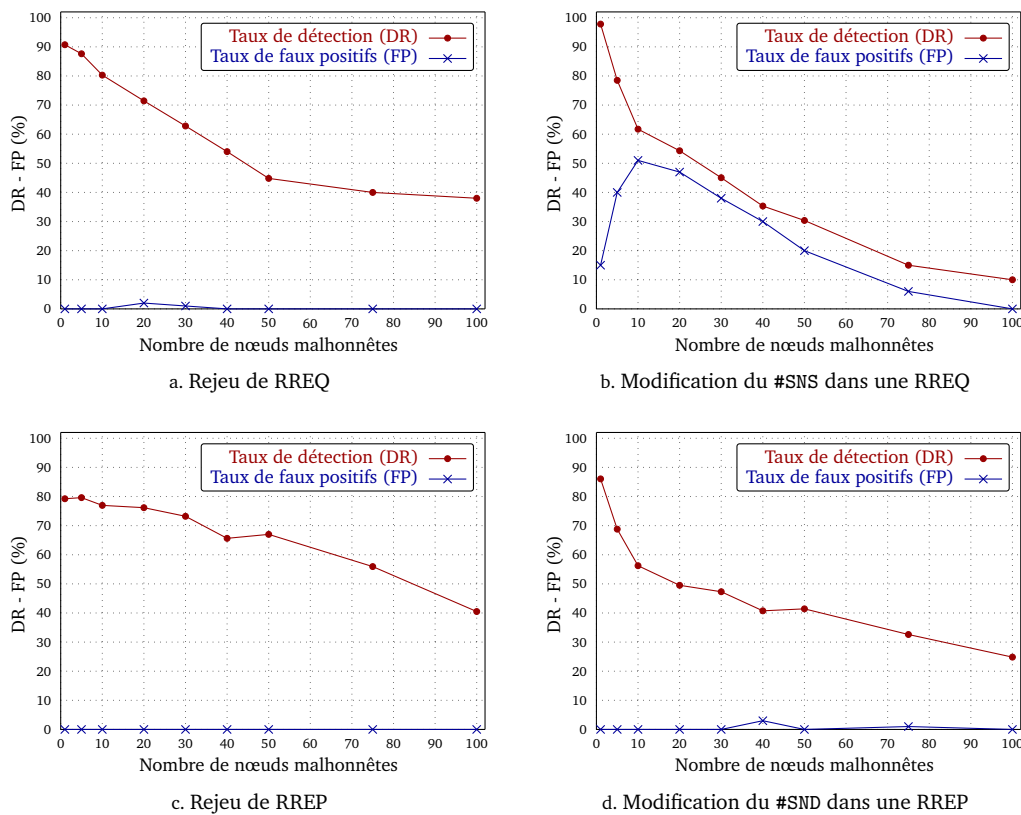 100
90
80
70
60
50
40
30
20
10
0
DR - FP (%)
Taux de détection (DR)
Taux de faux positifs (FP)
0 10 20 30 40 50 60 70 80 90 100
Nombre de nœuds malhonnêtes
a. Rejeu de RREQ
100
90
80
70
60
50
40
30
20
10
0
DR - FP (%)
Taux de détection (DR)
Taux de faux positifs (FP)
0 10 20 30 40 50 60 70 80 90 100
Nombre de nœuds malhonnêtes
b. Modification du #SNS dans une RREQ
100
90
80
70
60
50
40
30
20
10
0
DR - FP (%)
Taux de détection (DR)
Taux de faux positifs (FP)
0 10 20 30 40 50 60 70 80 90 100
Nombre de nœuds malhonnêtes
c. Rejeu de RREP
100
90
80
70
60
50
40
30
20
10
0
DR - FP (%)
Taux de détection (DR)
Taux de faux positifs (FP)
0 10 20 30 40 50 60 70 80 90 100
Nombre de nœuds malhonnêtes
d. Modification du #SND dans une RREP